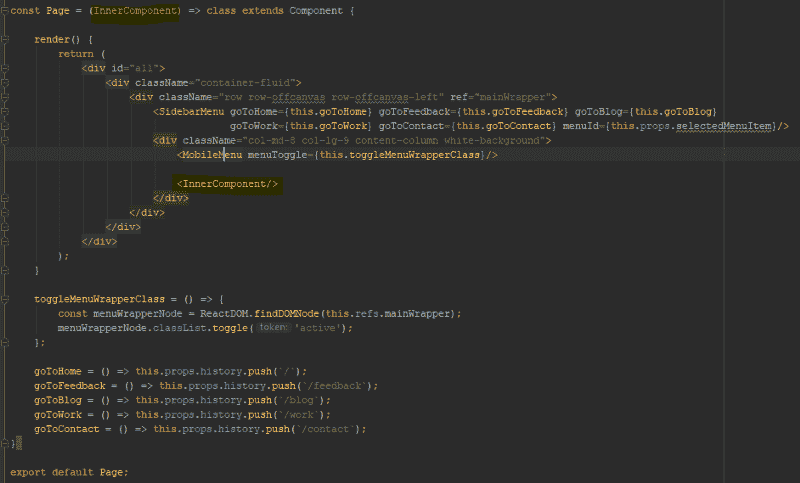 const Page = (InnerComponent) => class extends Component {
render() {
return (
<div id="all">
<div className="container-fluid">
<div className="row row-offcanvas row-offcanvas-left" ref="mainWrapper">
<SidebarMenu goToHome={this.goToHome} goToFeedback={this.goToFeedback} goToBlog={this.goToBlog}
goToWork={this.goToWork} goToContact={this.goToContact} menuId={this.props.selectedMenuItem}/>
<div className="col-md-8 col-lg-9 content-column white-background">
<MobileMenu menuToggle={this.toggleMenuWrapperClass}/>
<InnerComponent/>
</div>
</div>
</div>
</div>
);
}
toggleMenuWrapperClass = () => {
const menuWrapperNode = ReactDOM.findDOMNode(this.refs.mainWrapper);
menuWrapperNode.classList.toggle( token: 'active');
};
goToHome = () => this.props.history.push(`/`);
goToFeedback = () => this.props.history.push(`/feedback`);
goToBlog = () => this.props.history.push(`/blog`);
goToWork = () => this.props.history.push(`/work`);
goToContact = () => this.props.history.push(`/contact`);
};
export default Page;